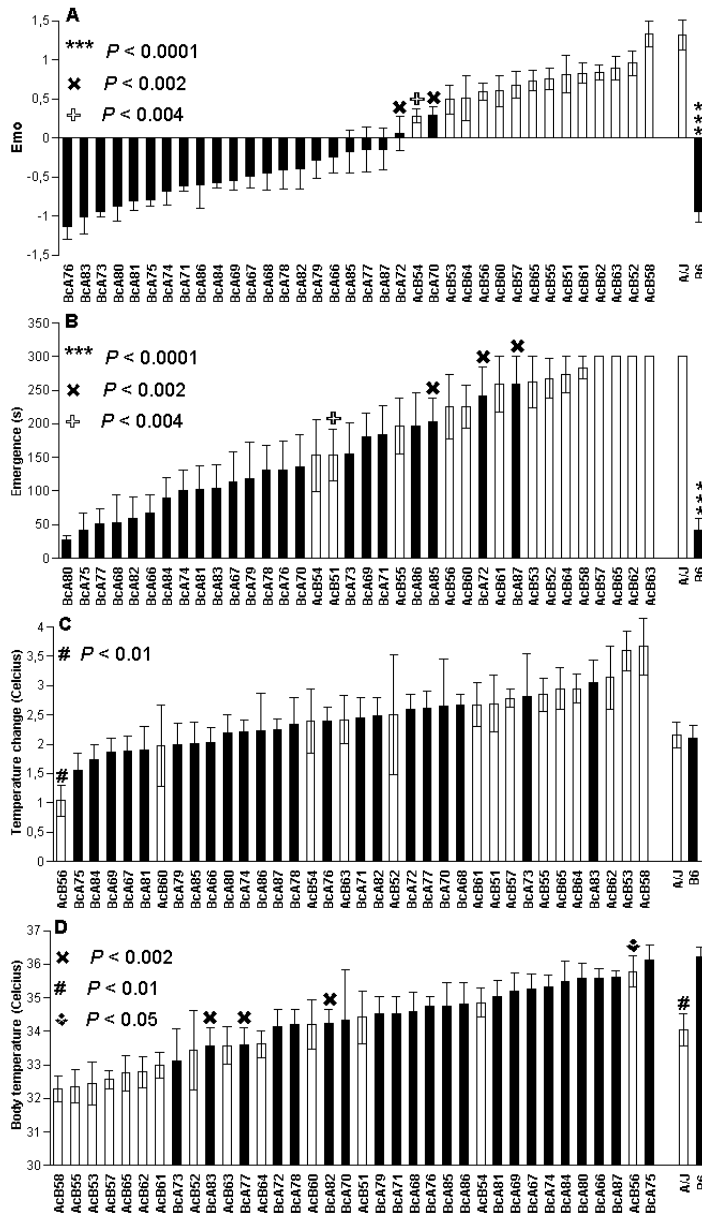 A
1,5
1
0,5
0
-0,5
-1
-1,5
Emo
*** P < 0.0001
✖ P < 0.002
✚ P < 0.004
✖ ✚ ✖ ***
BcA76 BcA83 BcA73 BcA80 BcA81 BcA75 BcA74 BcA71 BcA86 BcA84 BcA69 BcA67 BcA68 BcA78 BcA82 BcA79 BcA66 BcA85 BcA77 BcA87 BcA72 AcB54 BcA70 AcB53 AcB64 AcB56 AcB60 AcB57 AcB65 AcB55 AcB51 AcB61 AcB62 AcB63 AcB52 AcB58 A/J B6
B
350
300
250
200
150
100
50
0
Emergence (s)
*** P < 0.0001
✖ P < 0.002
✚ P < 0.004
✚ ✖ ✖ ✖ ***
BcA80 BcA75 BcA77 BcA68 BcA82 BcA66 BcA84 BcA74 BcA81 BcA83 BcA67 BcA79 BcA78 BcA76 BcA70 AcB54 AcB51 BcA73 BcA69 BcA71 AcB55 BcA86 BcA85 AcB56 AcB60 BcA72 AcB61 BcA87 AcB53 AcB52 AcB64 AcB58 AcB57 AcB65 AcB62 AcB63 A/J B6
C
4
3,5
3
2,5
2
1,5
1
0,5
0
Temperature change (Celcius)
# P < 0.01
#
AcB56 BcA75 BcA84 BcA69 BcA67 BcA81 AcB60 BcA79 BcA85 BcA66 BcA80 BcA74 BcA86 BcA87 BcA78 AcB54 BcA76 AcB63 BcA71 BcA82 AcB52 BcA72 BcA77 BcA70 BcA68 AcB61 AcB51 AcB57 BcA73 AcB55 AcB65 AcB64 BcA83 AcB62 AcB53 AcB58 A/J B6
D
37
36
35
34
33
32
31
30
Body temperature (Celcius)
✖ P < 0.002
# P < 0.01
P < 0.05
✖ ✖ ✖ #
AcB58 AcB55 AcB53 AcB57 AcB65 AcB62 AcB61 BcA73 AcB52 BcA83 AcB63 BcA77 AcB64 BcA72 BcA78 AcB60 BcA82 BcA70 AcB51 BcA79 BcA71 BcA68 BcA76 BcA85 BcA86 AcB54 BcA81 BcA69 BcA67 BcA74 BcA84 BcA80 BcA66 BcA87 AcB56 BcA75 A/J B6